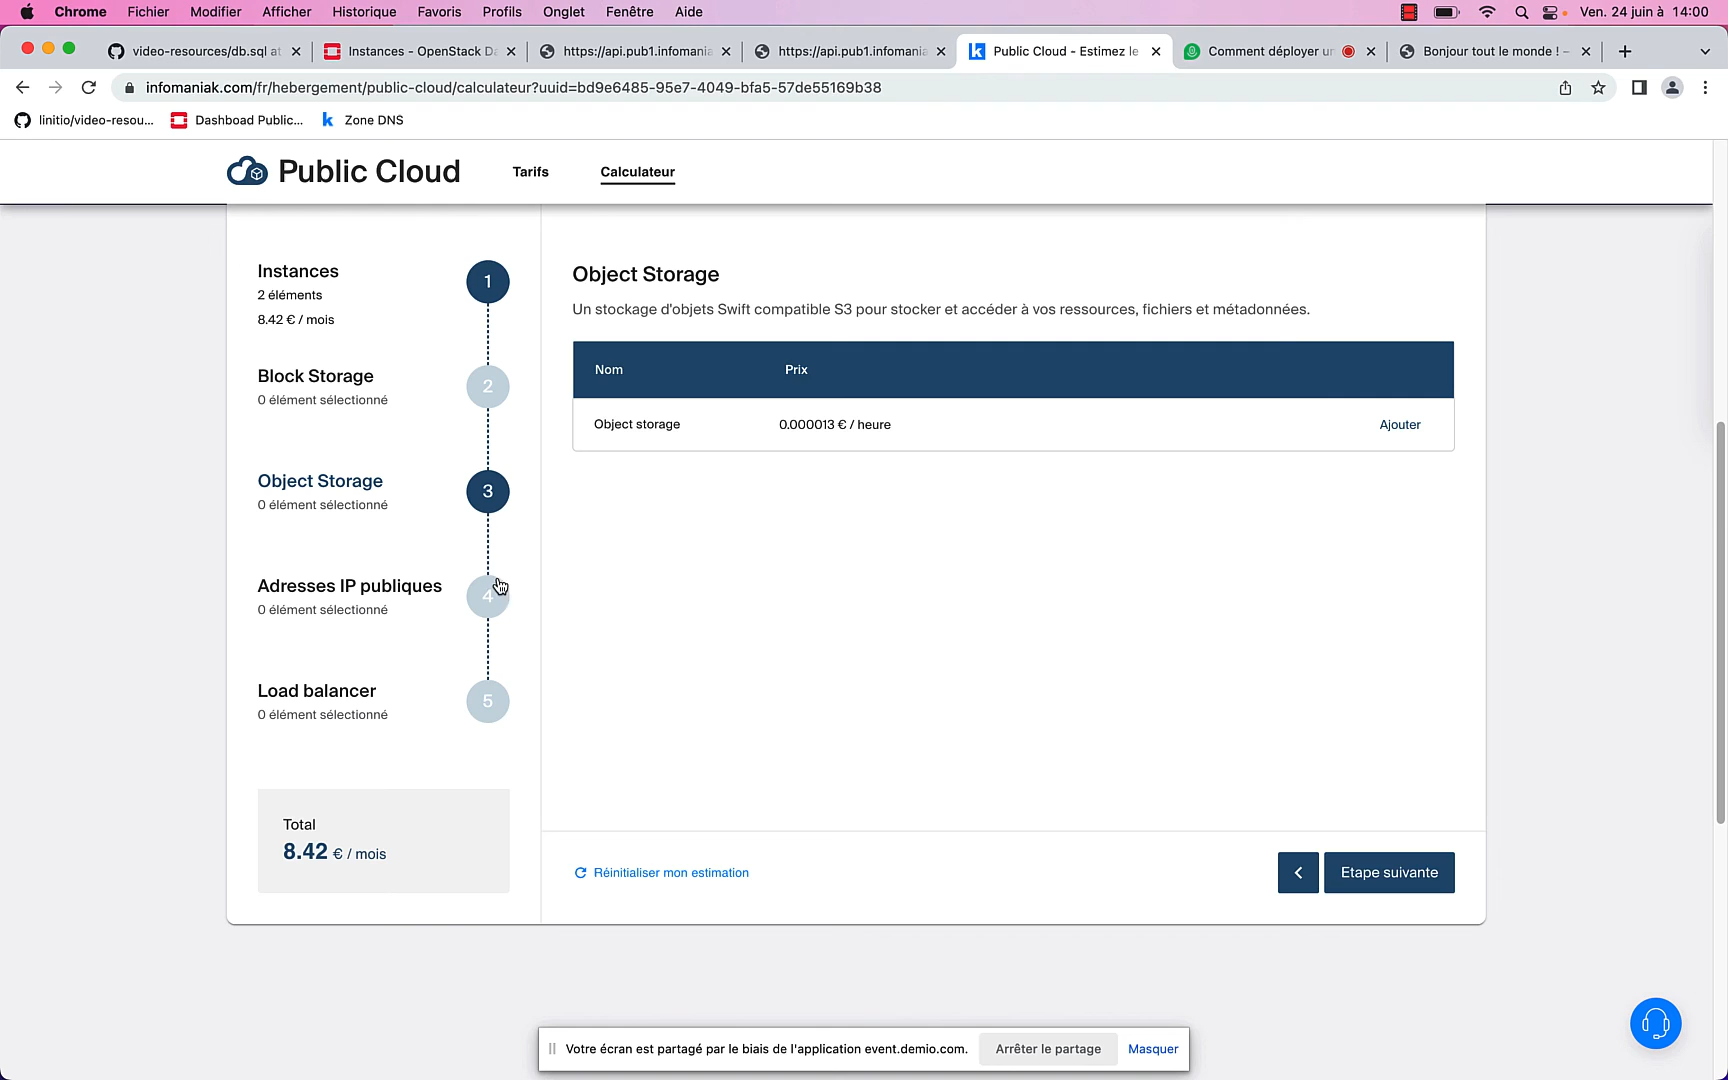 Chrome Fichier Modifier Afficher Historique Favoris Profils Onglet Fenêtre Aide Ven. 24 juin à 14:00
video-resources/db.sql at Instances - OpenStack Da https://api.pub1.infomania https://api.pub1.infomania Public Cloud - Estimez le Comment déployer un Bonjour tout le monde ! –
infomaniak.com/fr/hebergement/public-cloud/calculateur?uuid=bd9e6485-95e7-4049-bfa5-57de55169b38
linitio/video-resou... Dashboad Public... Zone DNS
Public Cloud Tarifs Calculateur
Instances
2 éléments
8.42 € / mois
1
Block Storage
0 élément sélectionné
2
Object Storage
0 élément sélectionné
3
Adresses IP publiques
0 élément sélectionné
4
Load balancer
0 élément sélectionné
5
Total
8.42 € / mois
Object Storage
Un stockage d'objets Swift compatible S3 pour stocker et accéder à vos ressources, fichiers et métadonnées.
Nom Prix
Object storage 0.000013 € / heure Ajouter
Réinitialiser mon estimation
Etape suivante
Votre écran est partagé par le biais de l'application event.demio.com. Arrêter le partage Masquer